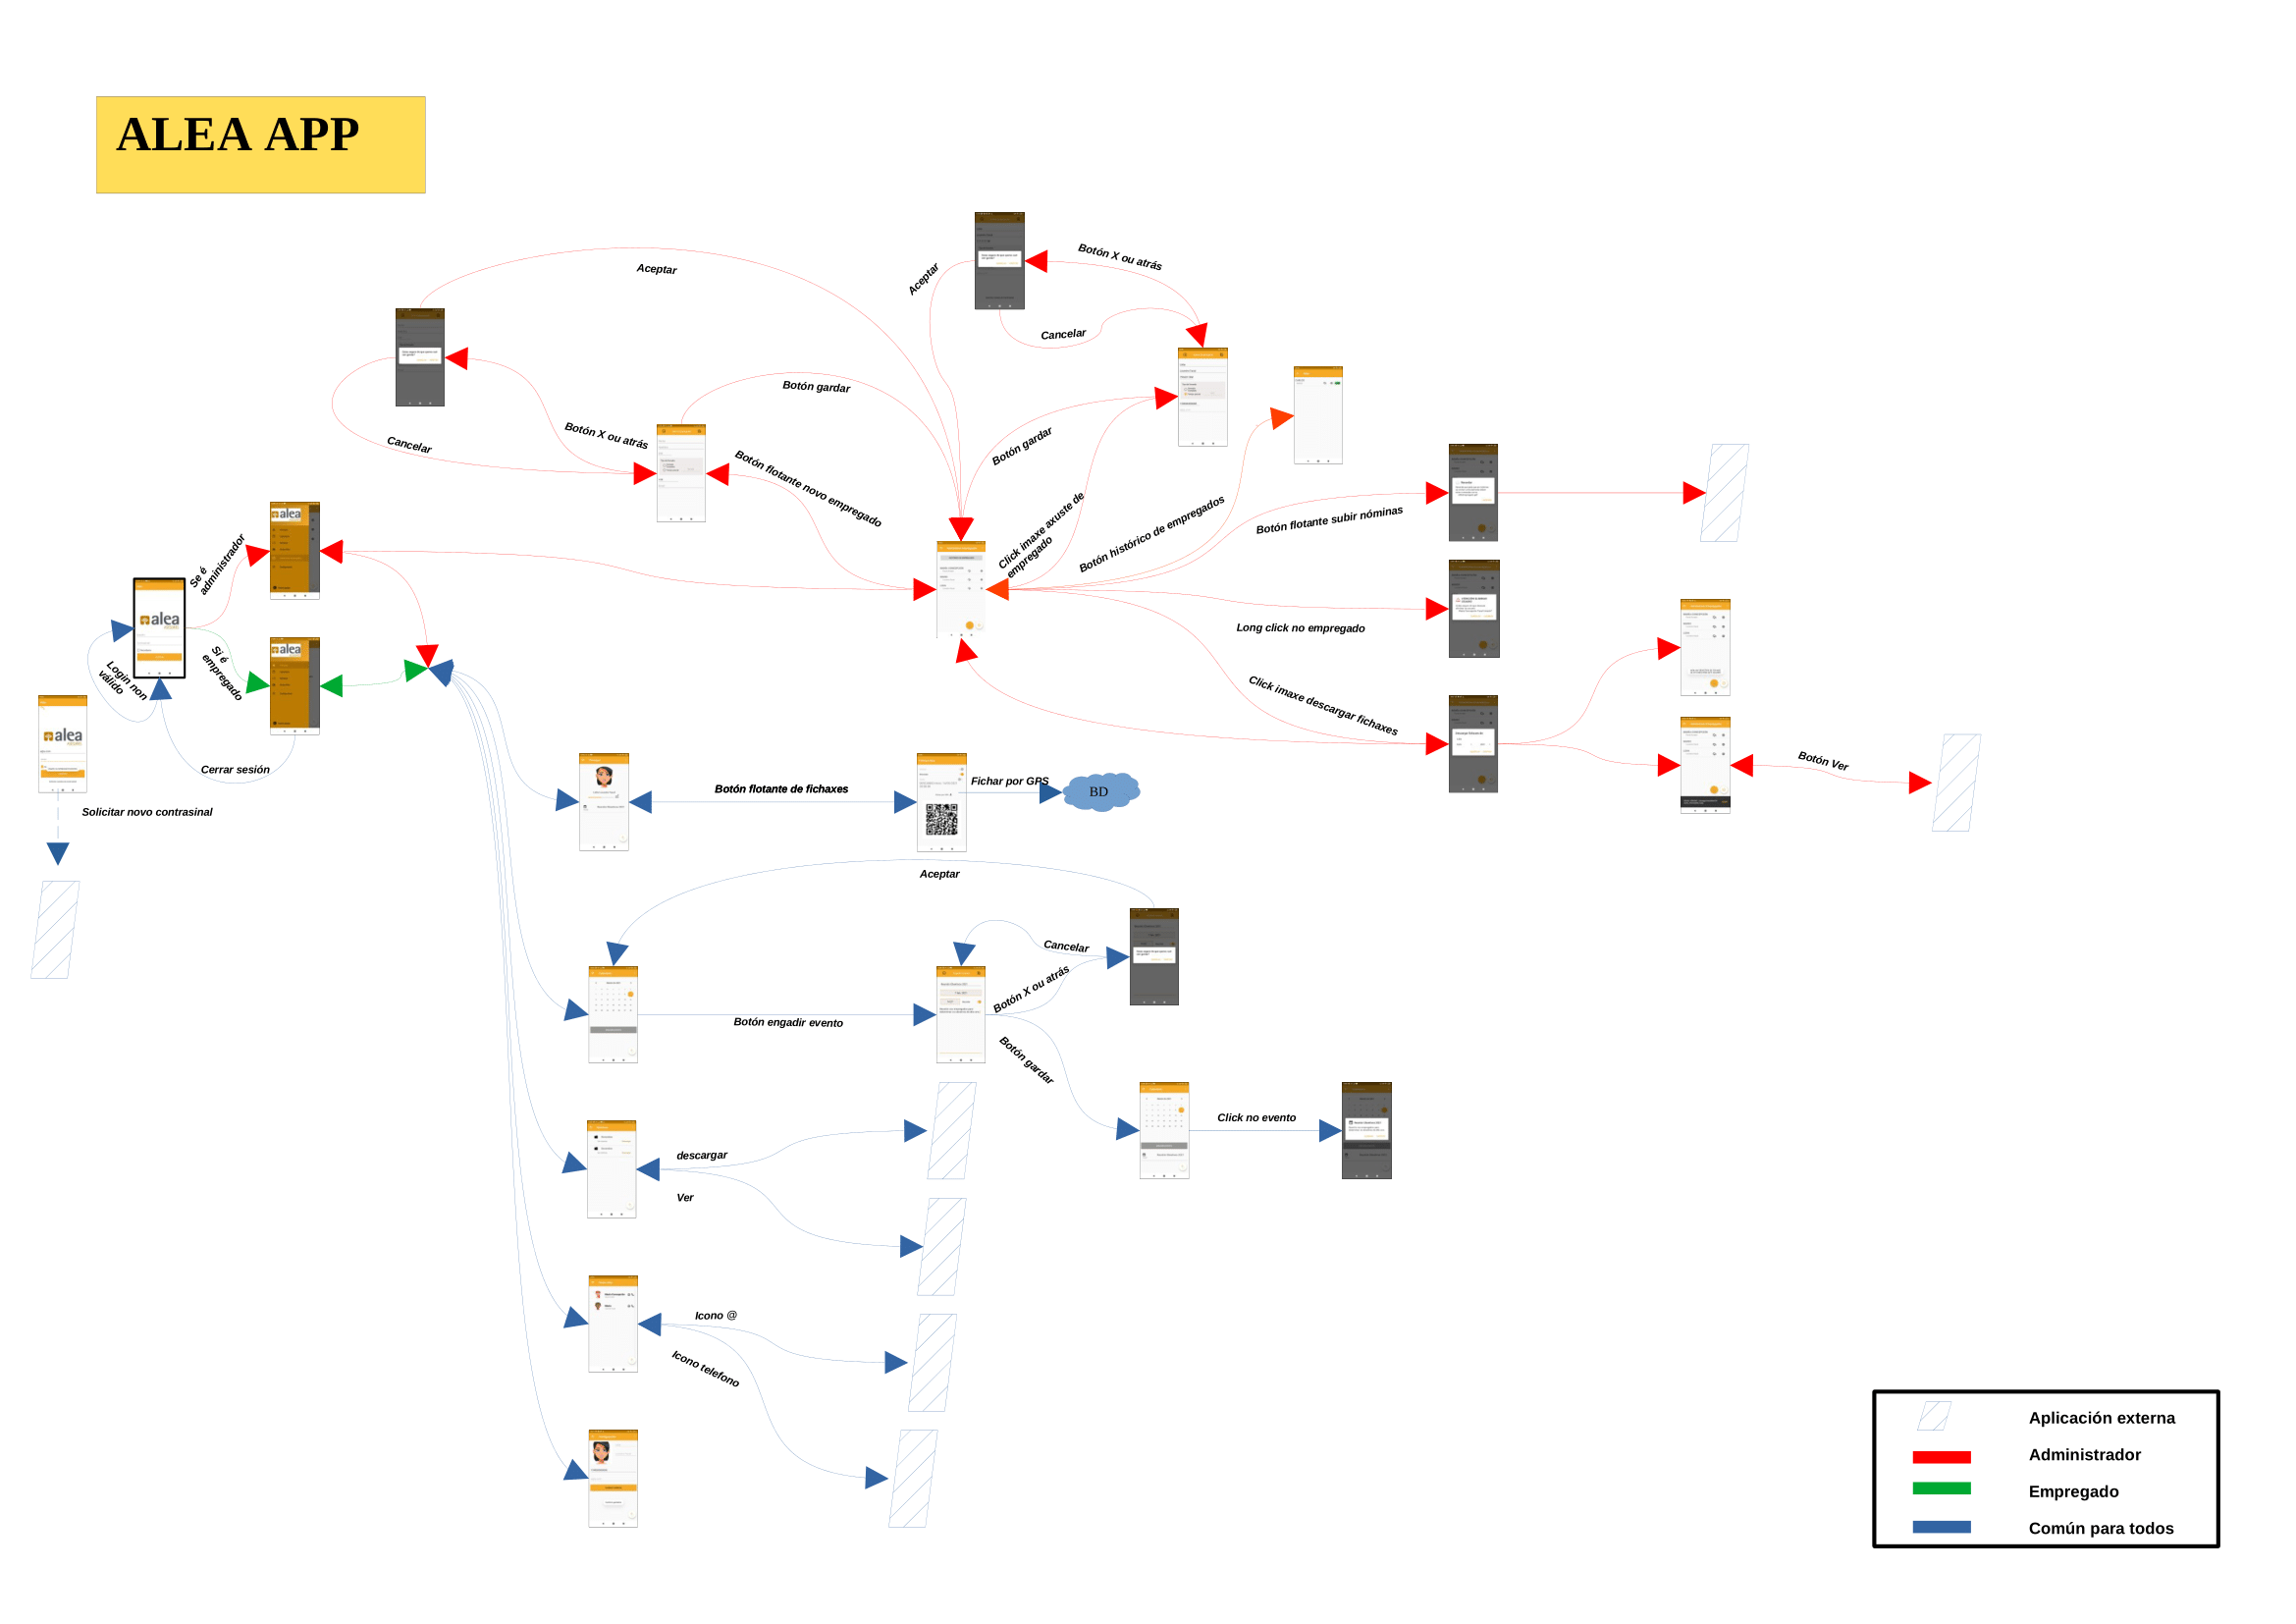 ALEA APP
Aceptar
Cancelar
Botón X ou atrás
Botón gardar
Botón flotante novo empregado
Aceptar
Botón X ou atrás
Cancelar
Botón gardar
Click imaxe axuste de
empregado
Botón histórico de empregados
Botón flotante subir nóminas
Long click no empregado
Click imaxe descargar fichaxes
Botón Ver
Se é
administrador
Si é
empregado
Login non
válido
Cerrar sesión
Solicitar novo contrasinal
alea
alea
alea
alea
Botón flotante de fichaxes
Fichar por GPS
BD
Aceptar
Cancelar
Botón X ou atrás
Botón engadir evento
Botón gardar
Click no evento
descargar
Ver
Icono @
Icono telefono
Aplicación externa
Administrador
Empregado
Común para todos